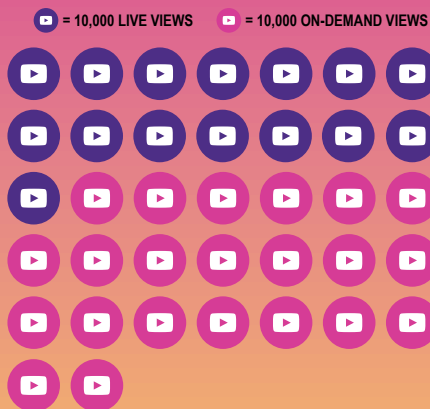 = 10,000 LIVE VIEWS = 10,000 ON-DEMAND VIEWS